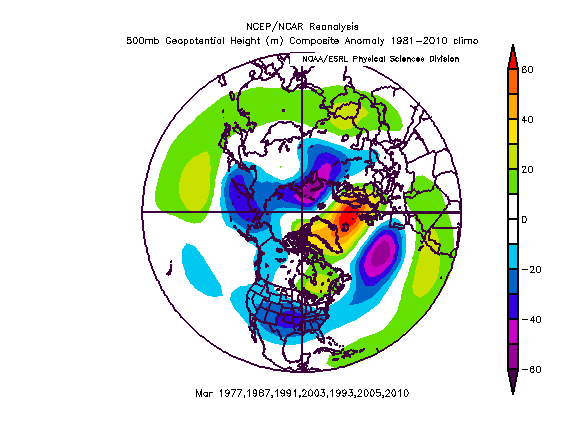 NCEP/NCAR Reanalysis
500mb Geopotential Height (m) Composite Anomaly 1981-2010 climo
NOAA/ESRL Physical Sciences Division
60
40
20
0
-20
-40
-60
Mar 1977,1987,1991,2003,1993,2005,2010